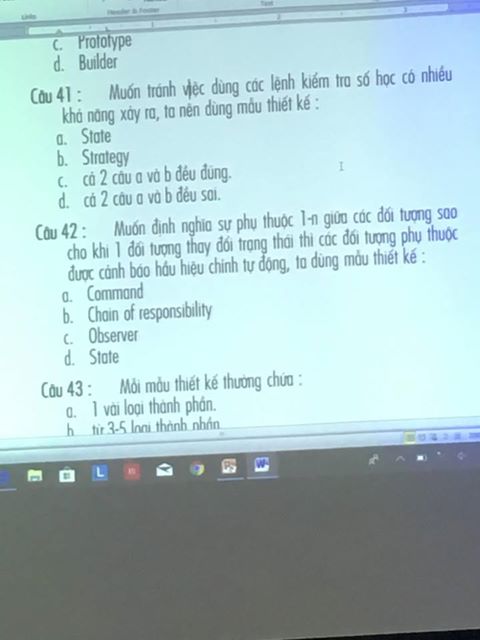 Links
Header & Footer
Text
c. Prototype
d. Builder
Câu 41 : Muốn tránh việc dùng các lệnh kiểm tra số học có nhiều
khả năng xảy ra, ta nên dùng mẫu thiết kế :
a. State
b. Strategy
c. cả 2 câu a và b đều đúng.
d. cả 2 câu a và b đều sai.
Câu 42 : Muốn định nghĩa sự phụ thuộc 1-n giữa các đối tượng sao
cho khi 1 đối tượng thay đổi trạng thái thì các đối tượng phụ thuộc
được cảnh báo hầu hiệu chỉnh tự động, ta dùng mẫu thiết kế :
a. Command
b. Chain of responsibility
c. Observer
d. State
Câu 43 : Mỗi mẫu thiết kế thường chứa :
a. 1 vài loại thành phần.
b từ 3-5 loại thành phần